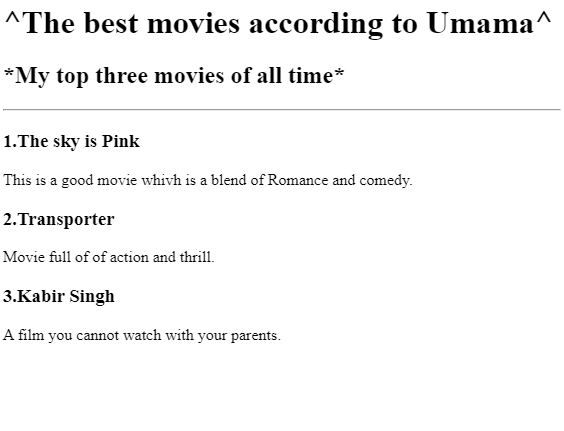 ^The best movies according to Umama^
*My top three movies of all time*
1.The sky is Pink
This is a good movie whivh is a blend of Romance and comedy.
2.Transporter
Movie full of of action and thrill.
3.Kabir Singh
A film you cannot watch with your parents.